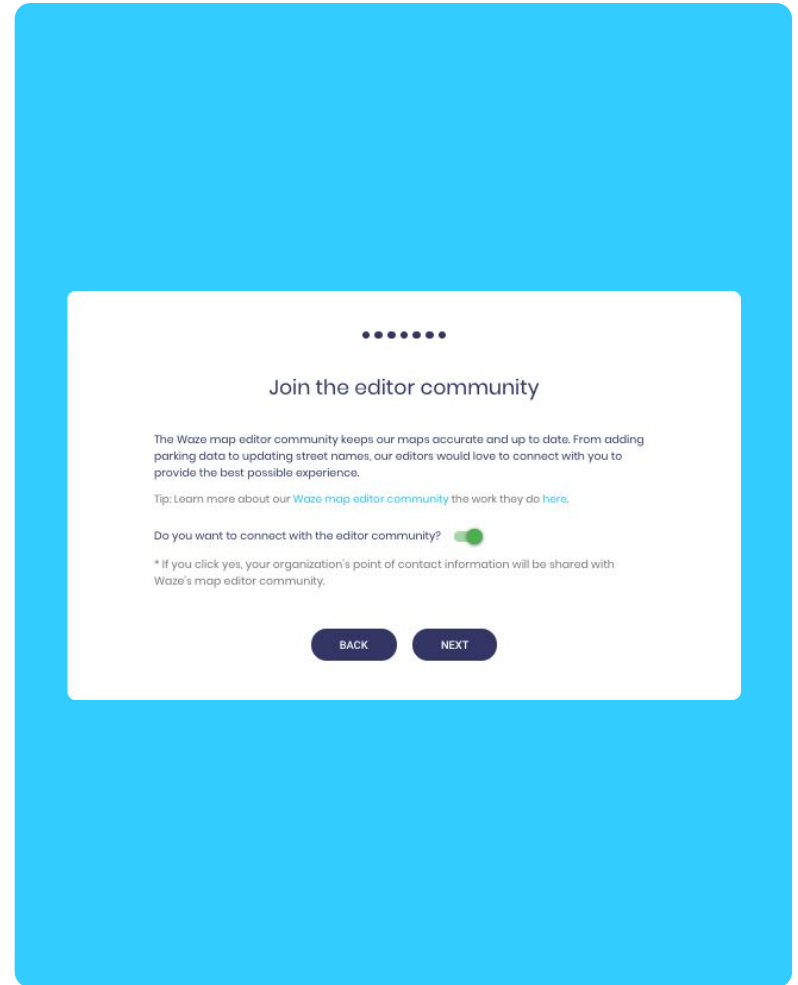 Join the editor community
The Waze map editor community keeps our maps accurate and up to date. From adding
parking data to updating street names, our editors would love to connect with you to
provide the best possible experience.
Tip: Learn more about our Waze map editor community the work they do here.
Do you want to connect with the editor community?
* If you click yes, your organization's point of contact information will be shared with
Waze's map editor community.
BACK
NEXT